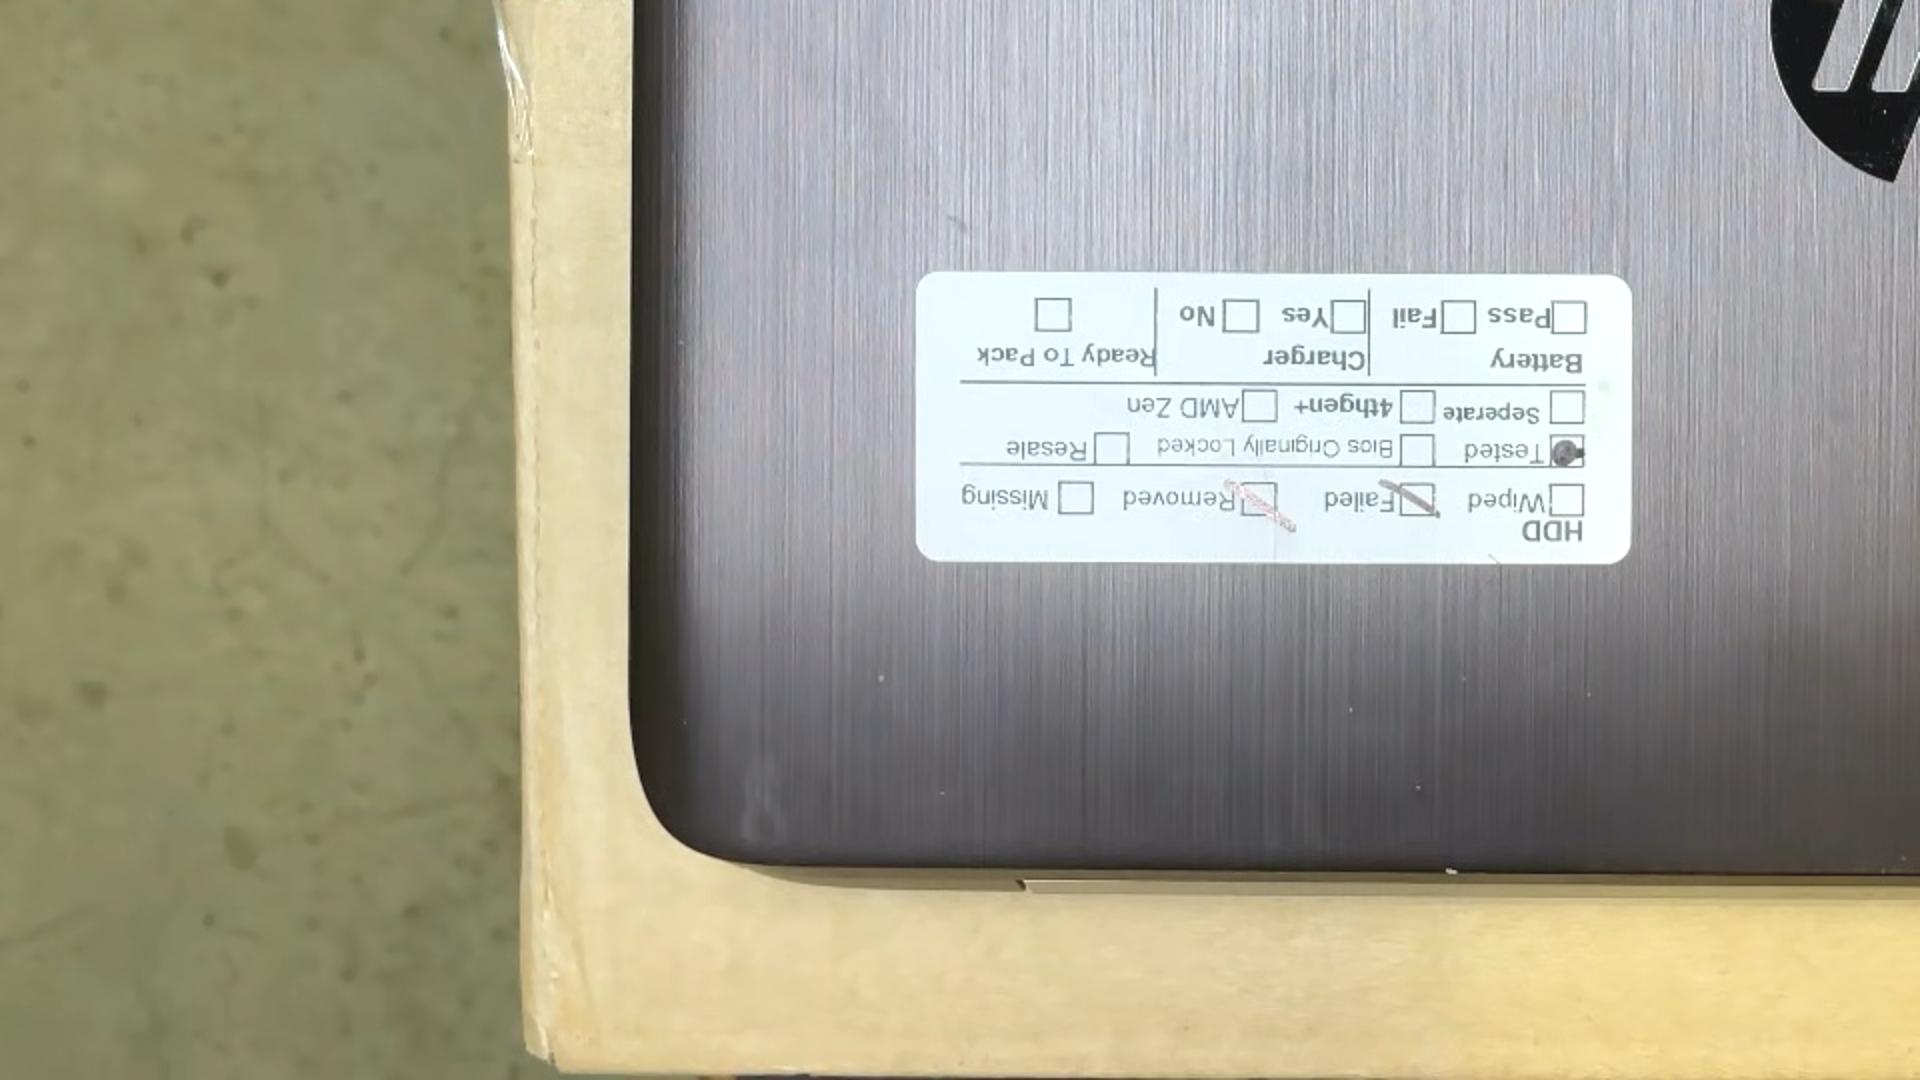 HDD
Wiped Failed Removed Missing
Tested Bios Originally Locked Resale
Seperate 4thgen+ AMD Zen
Battery Charger Ready To Pack
Pass Fail Yes No